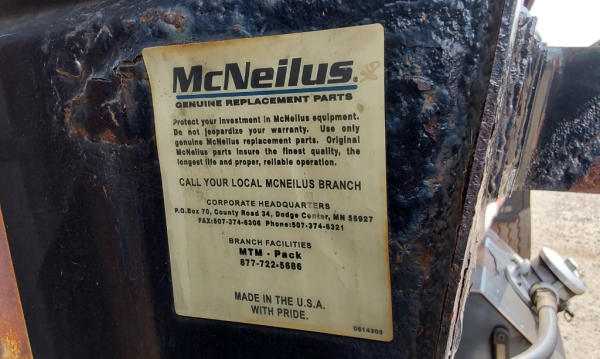 McNeilus.
GENUINE REPLACEMENT PARTS
Protect your investment in McNeilus equipment.
Do not jeopardize your warranty. Use only
genuine McNeilus replacement parts. Original
McNeilus parts insure the finest quality, the
longest life and proper, reliable operation.
CALL YOUR LOCAL MCNEILUS BRANCH
CORPORATE HEADQUARTERS
P.O.Box 70, County Road 34, Dodge Center, MN 55927
FAX:507-374-6306 Phone:507-374-6321
BRANCH FACILITIES
MTM - Pack
877-722-5686
MADE IN THE U.S.A.
WITH PRIDE.
0614305